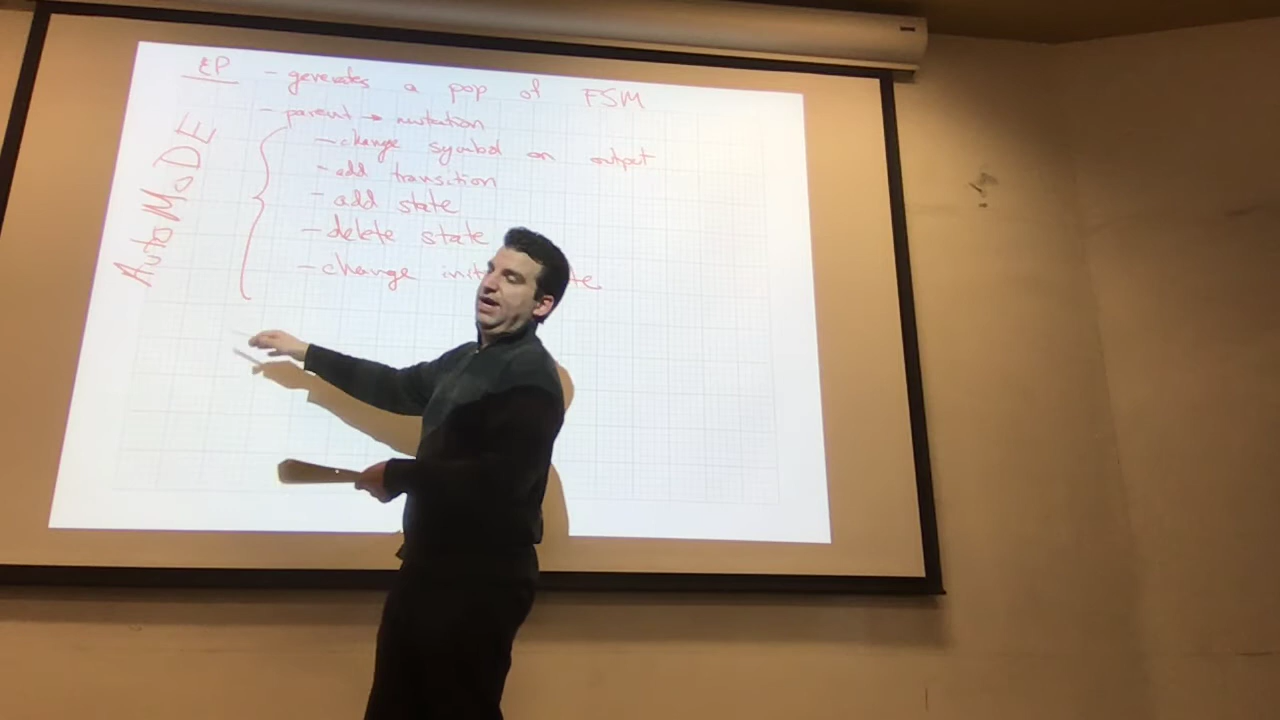 EP - generates a pop of FSM
- parent → mutation
- change symbol on output
- add transition
- add state
- delete state
- change
AutoMoDE